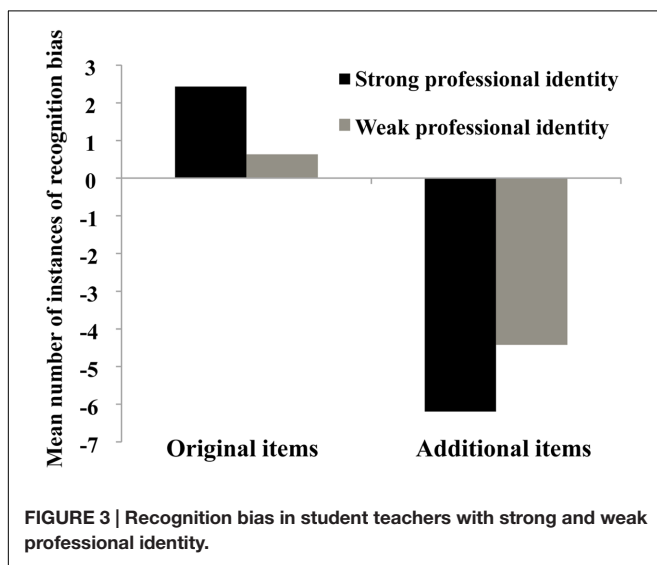 Mean number of instances of recognition bias
3
2
1
0
-1
-2
-3
-4
-5
-6
-7
Strong professional identity
Weak professional identity
Original items
Additional items
FIGURE 3 | Recognition bias in student teachers with strong and weak
professional identity.